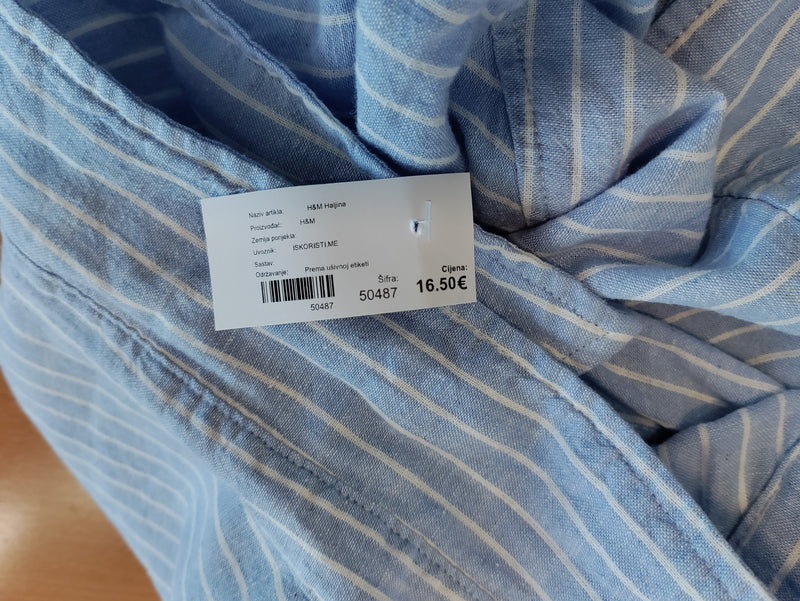 Naziv artikla: H&M Haljina
Proizvođač: H&M
Zemlja porijekla:
Uvoznik: ISKORISTI.ME
Sastav:
Održavanje: Prema ušivnoj etiketi
Šifra: Cijena:
50487 50487 16.50€